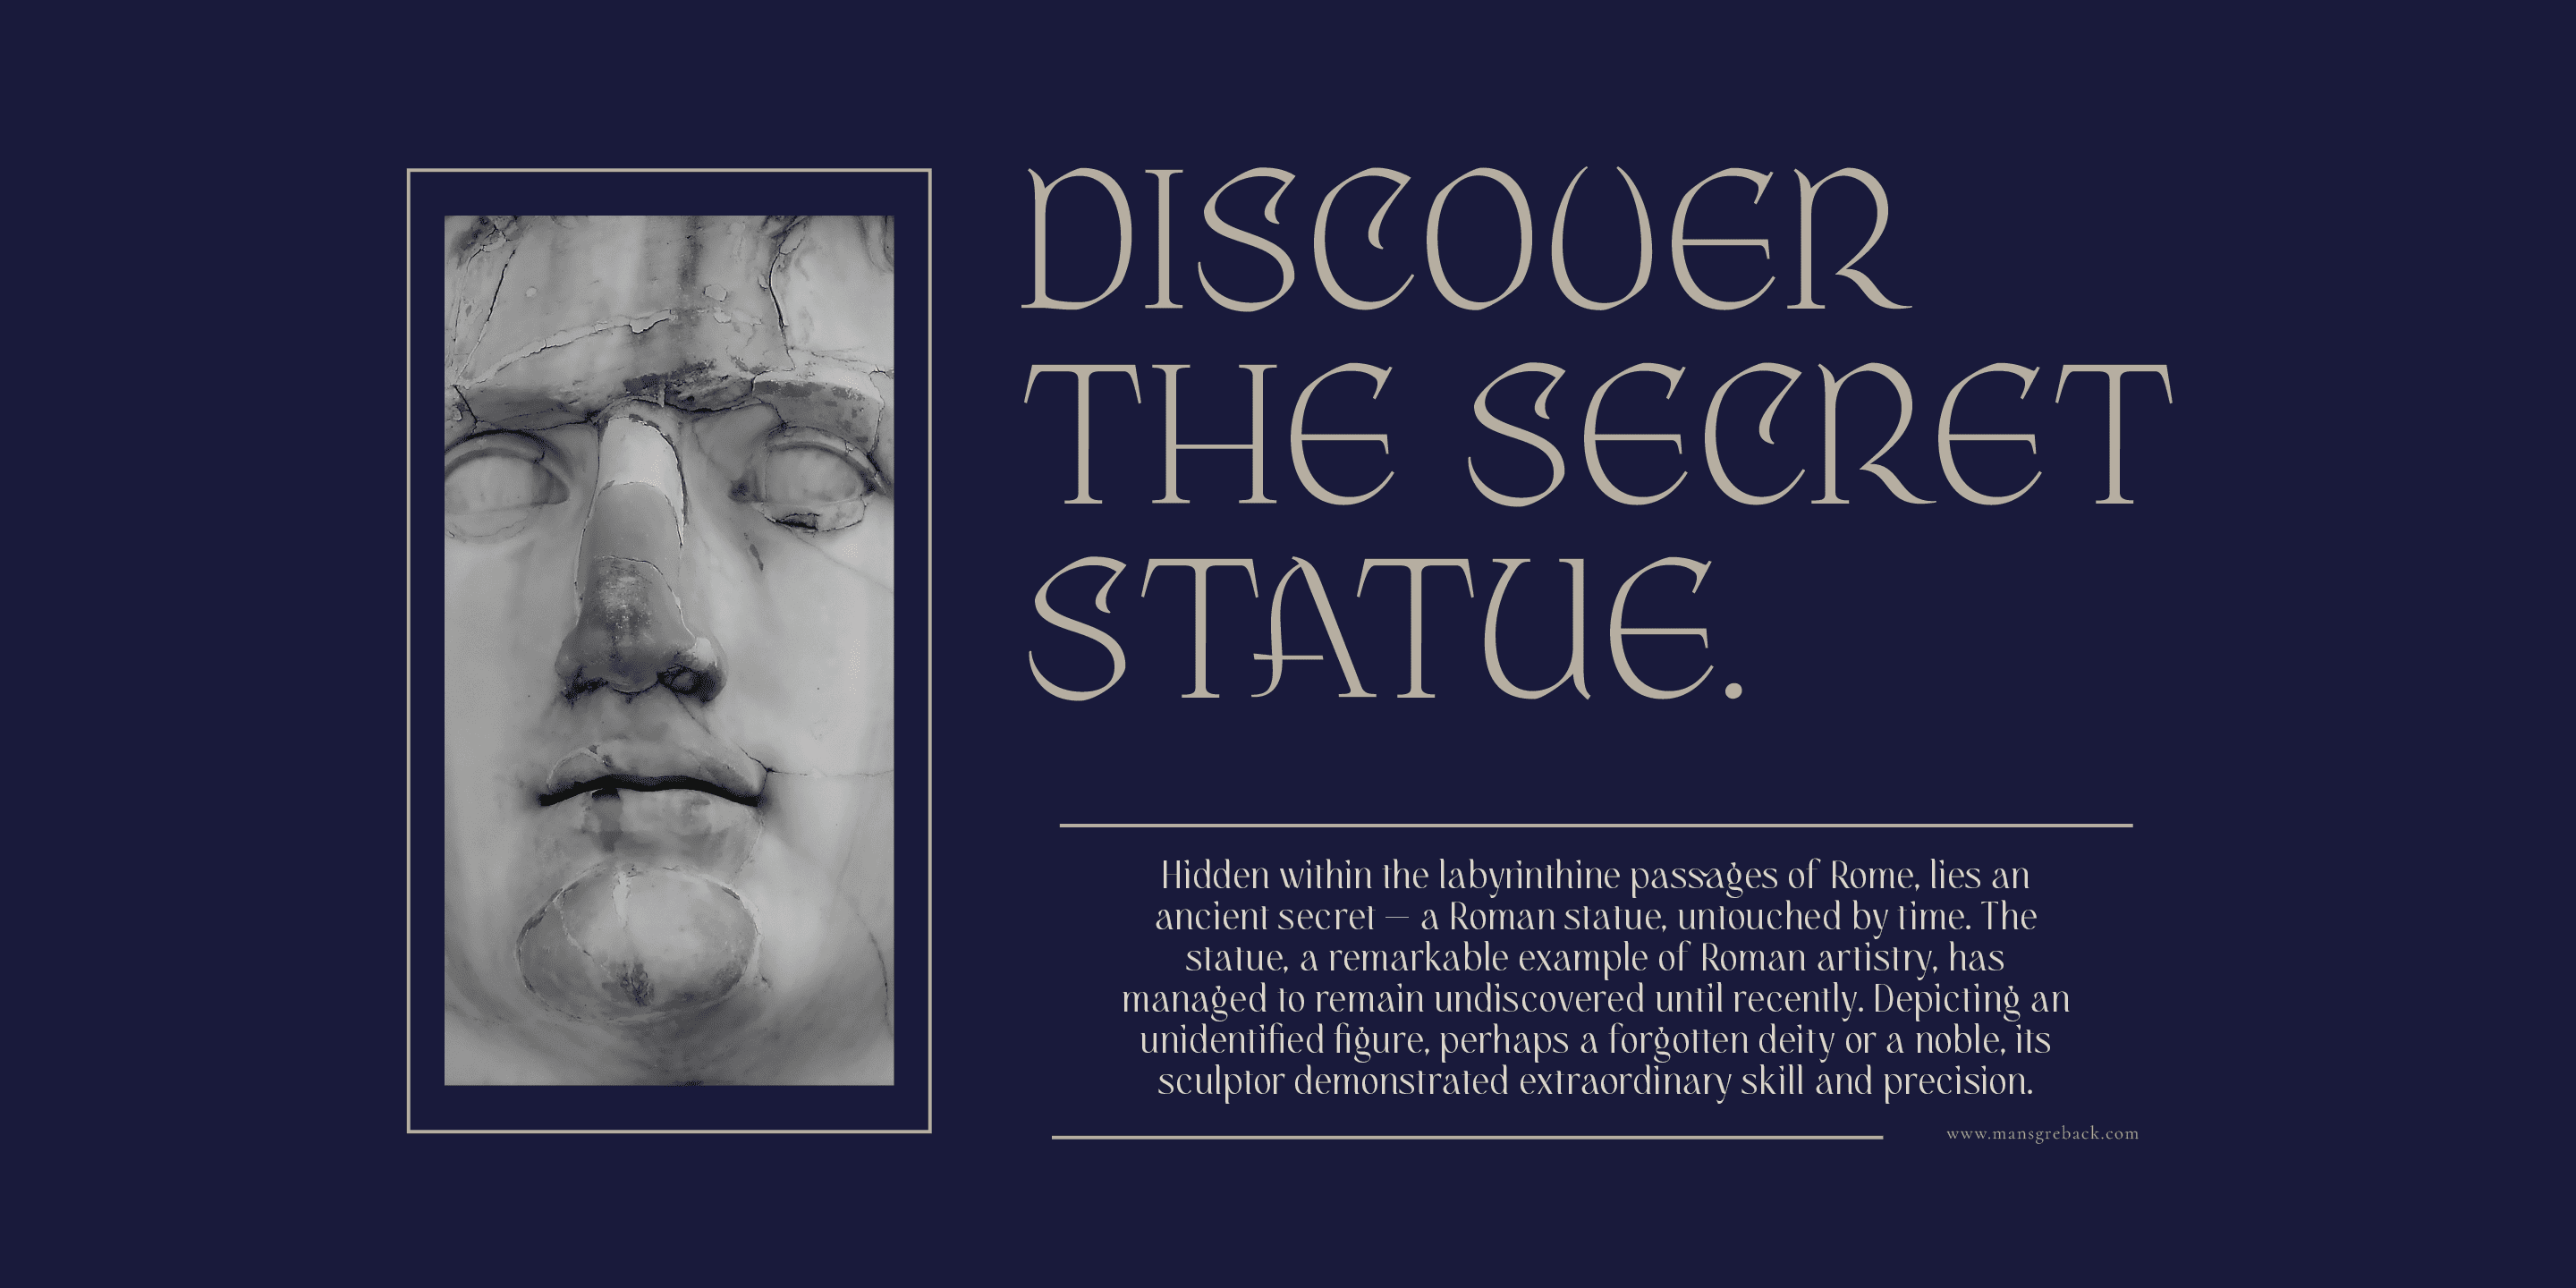 DISCOVER
THE SECRET
STATUE.
Hidden within the labyrinthine passages of Rome, lies an
ancient secret — a Roman statue, untouched by time. The
statue, a remarkable example of Roman artistry, has
managed to remain undiscovered until recently. Depicting an
unidentified figure, perhaps a forgotten deity or a noble, its
sculptor demonstrated extraordinary skill and precision.
www.mansgreback.com